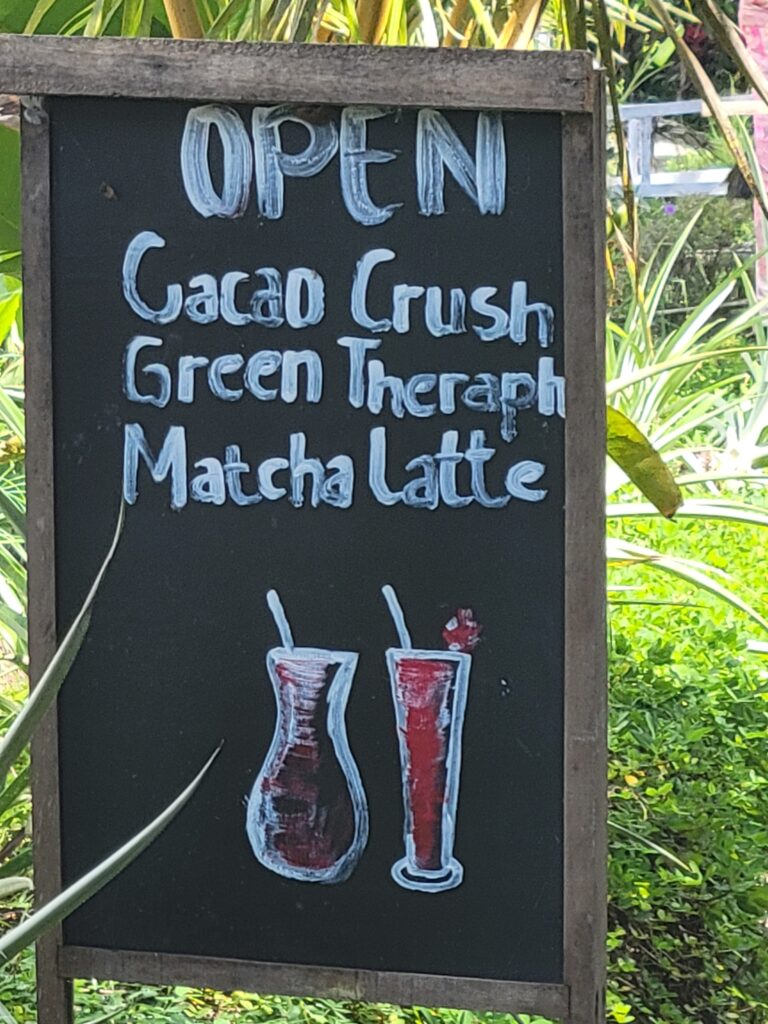 OPEN
Cacao Crush
Green Theraph
Matcha Latte